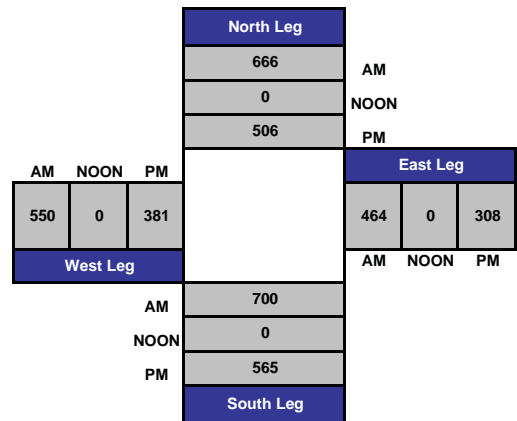 North Leg
666 AM
0 NOON
506 PM
AM NOON PM East Leg
550 0 381 464 0 308
West Leg AM NOON PM
AM 700
NOON 0
PM 565
South Leg